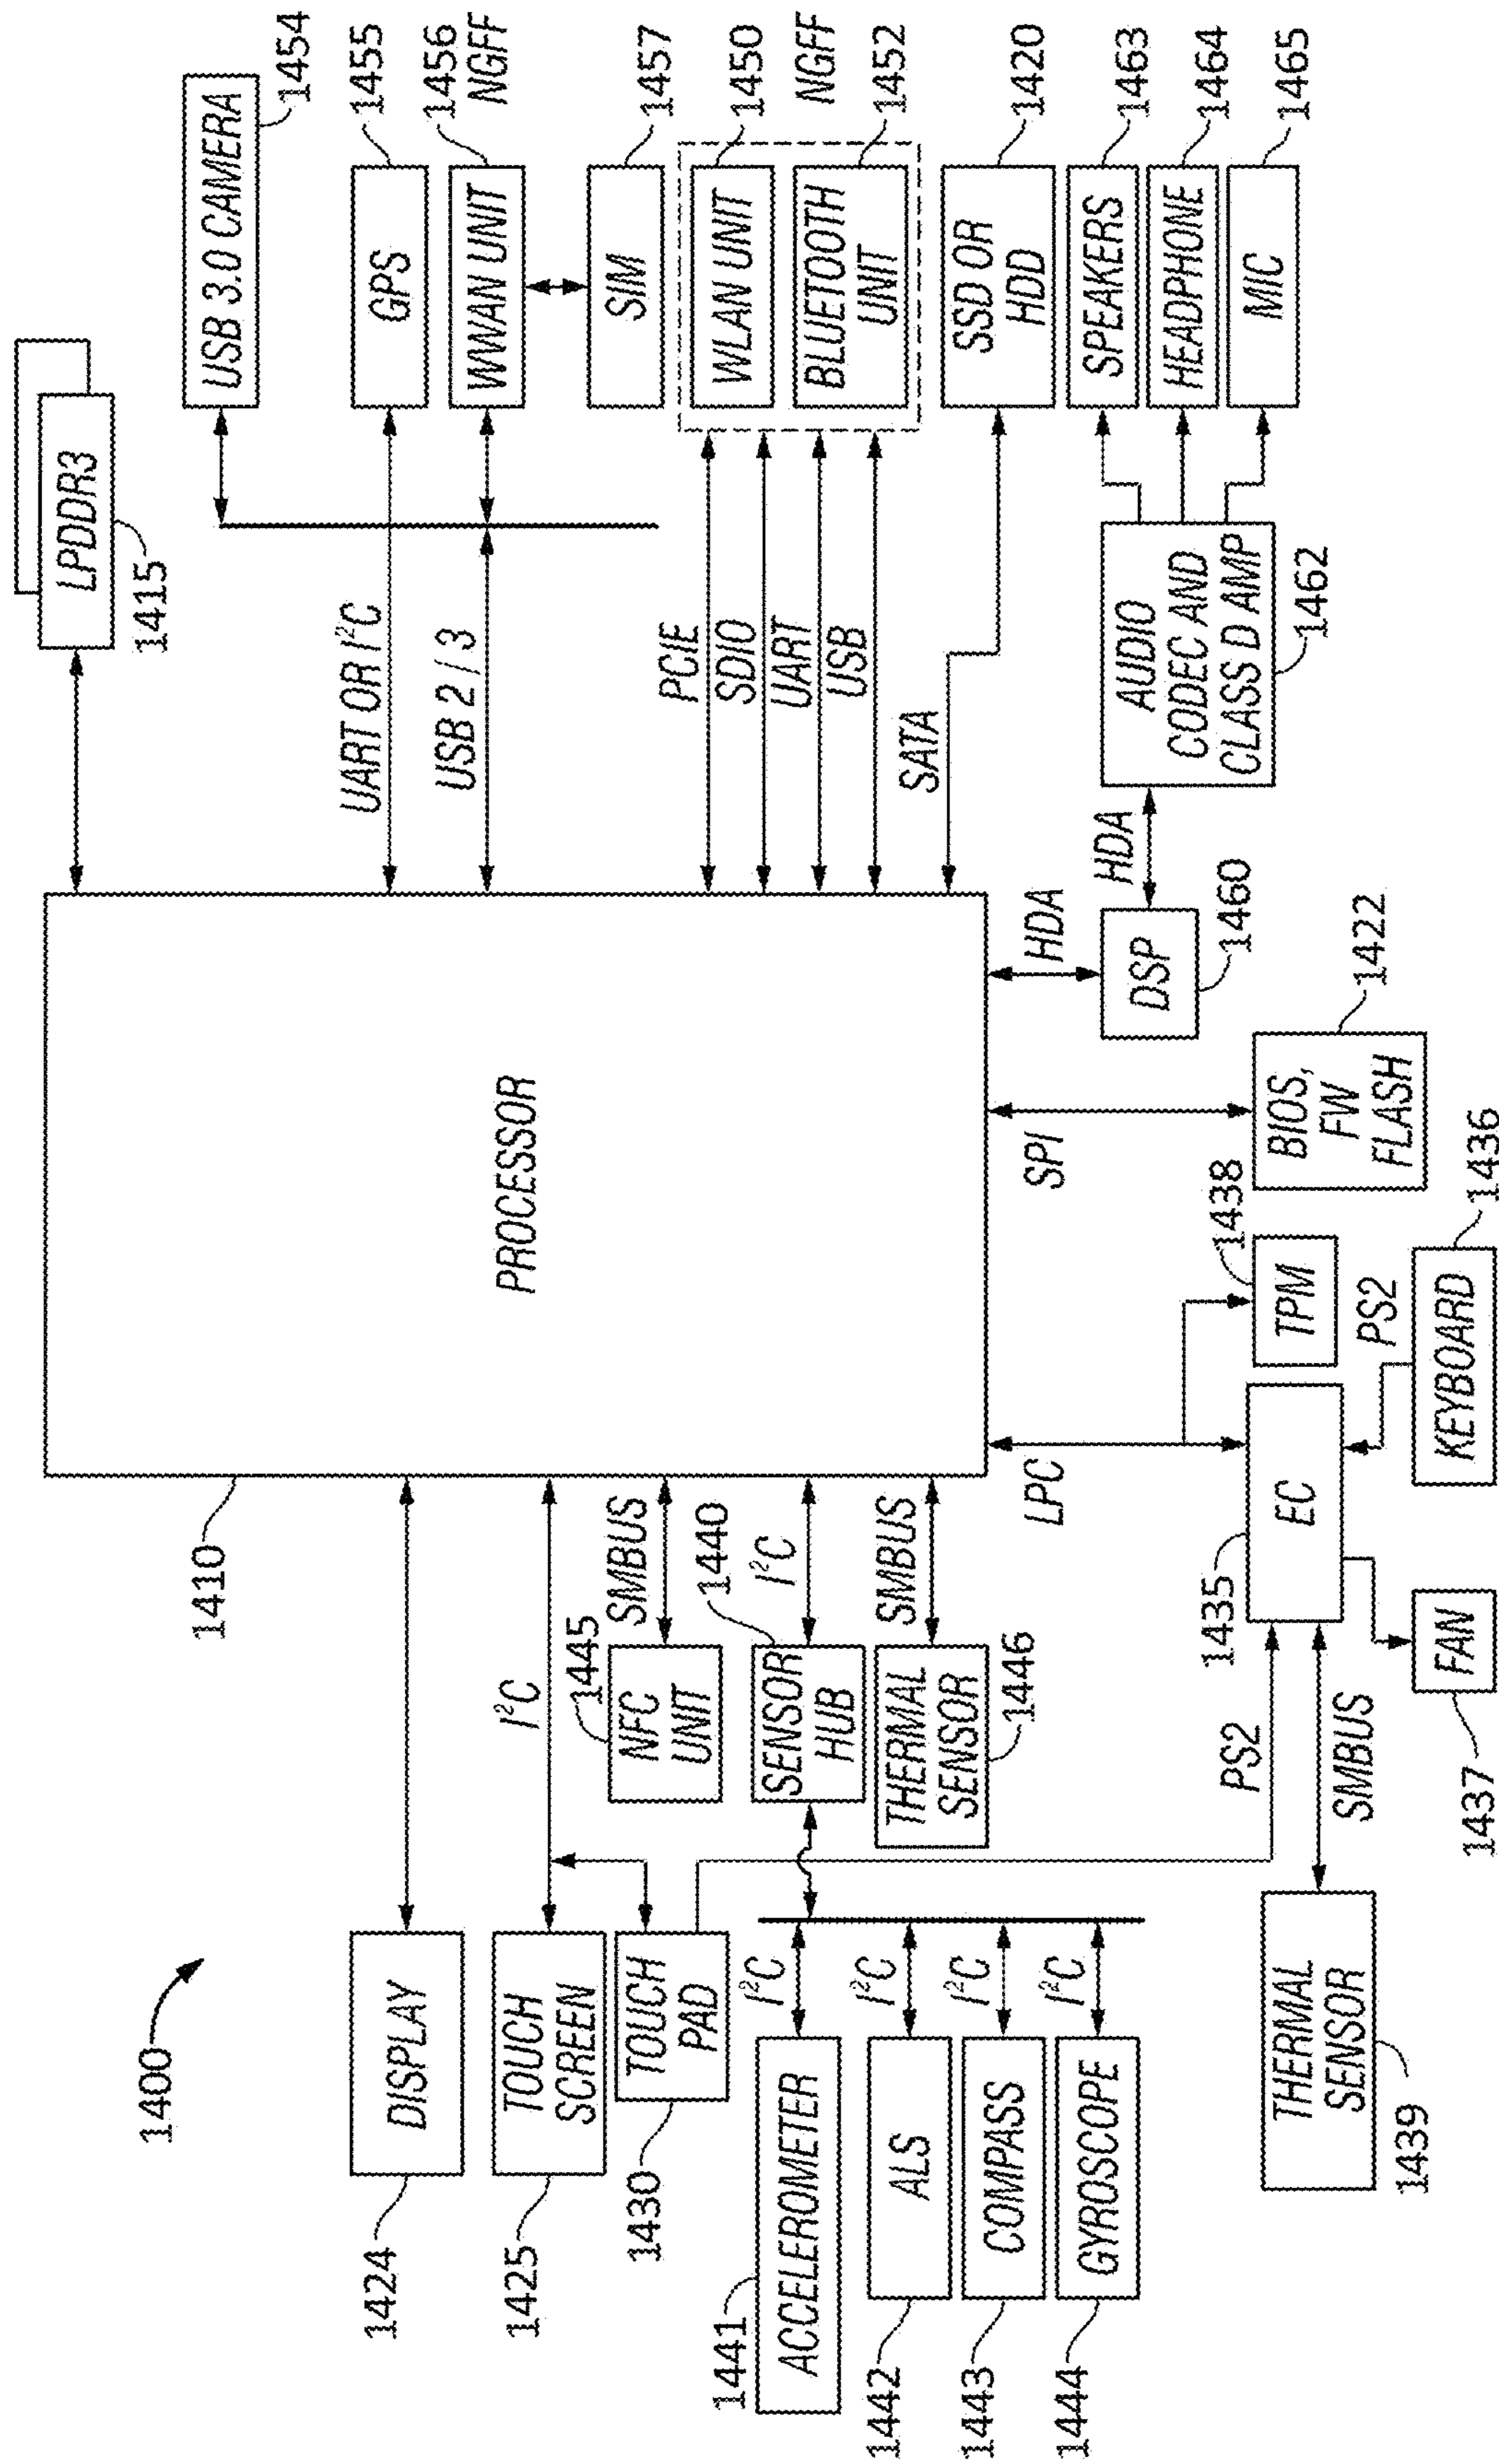 1400
LPDDR3
1415
USB 3.0 CAMERA
1454
1410
PROCESSOR
DISPLAY
1424
UART OR I²C
GPS
1455
USB 2 / 3
WWAN UNIT
1456
NGFF
SIM
1457
I²C
TOUCH
SCREEN
1425
TOUCH
PAD
1430
SMBUS
1445
NFC
UNIT
1440
I²C
SENSOR
HUB
SMBUS
THERMAL
SENSOR
1446
PCIE
SDIO
UART
USB
WLAN UNIT
1450
NGFF
BLUETOOTH
UNIT
1452
SATA
SSD OR
HDD
1420
I²C
ACCELEROMETER
1441
I²C
ALS
1442
I²C
COMPASS
1443
I²C
GYROSCOPE
1444
LPC
SPI
HDA
HDA
DSP
1460
AUDIO
CODEC AND
CLASS D AMP
1462
SPEAKERS
1463
HEADPHONE
1464
MIC
1465
PS2
SMBUS
THERMAL
SENSOR
1439
1435
EC
TPM
1438
BIOS,
FW
FLASH
1422
PS2
FAN
1437
KEYBOARD
1436